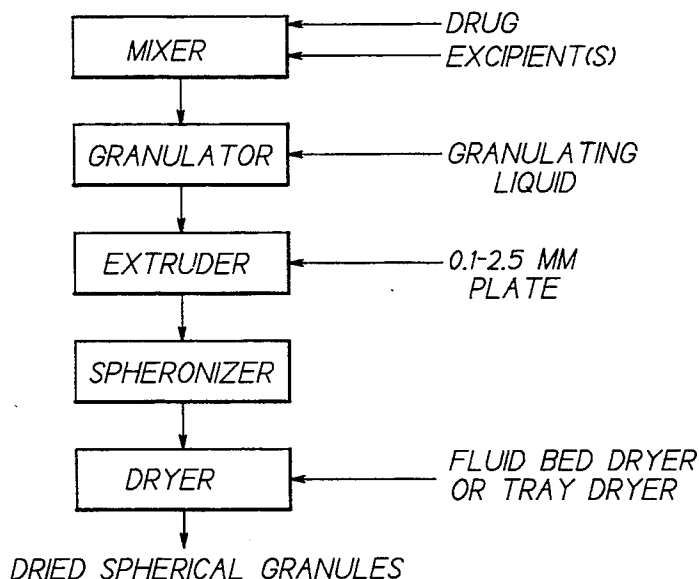 DRUG
MIXER
EXCIPIENT(S)
GRANULATOR
GRANULATING
LIQUID
EXTRUDER
0.1-2.5 MM
PLATE
SPHERONIZER
DRYER
FLUID BED DRYER
OR TRAY DRYER
DRIED SPHERICAL GRANULES